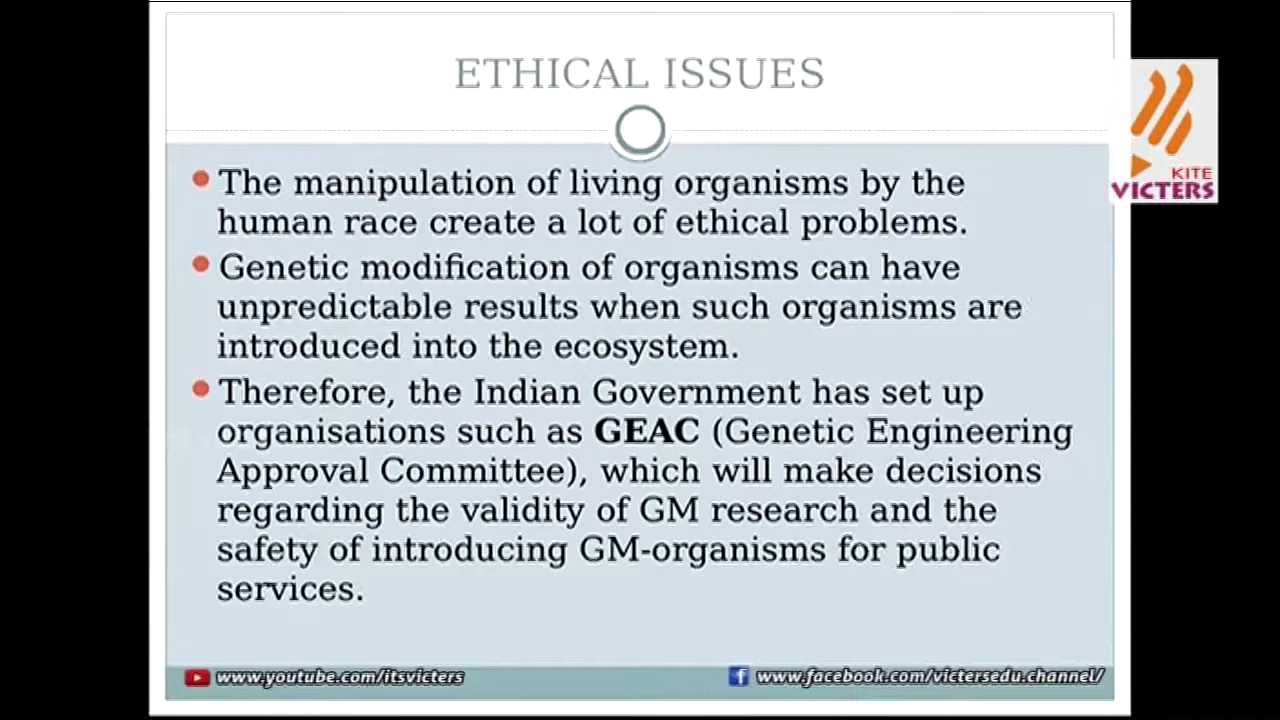 ETHICAL ISSUES
KITE
VICTERS
The manipulation of living organisms by the
human race create a lot of ethical problems.
Genetic modification of organisms can have
unpredictable results when such organisms are
introduced into the ecosystem.
Therefore, the Indian Government has set up
organisations such as GEAC (Genetic Engineering
Approval Committee), which will make decisions
regarding the validity of GM research and the
safety of introducing GM-organisms for public
services.
www.youtube.com/itsvicters
www.facebook.com/victersedu.channel/